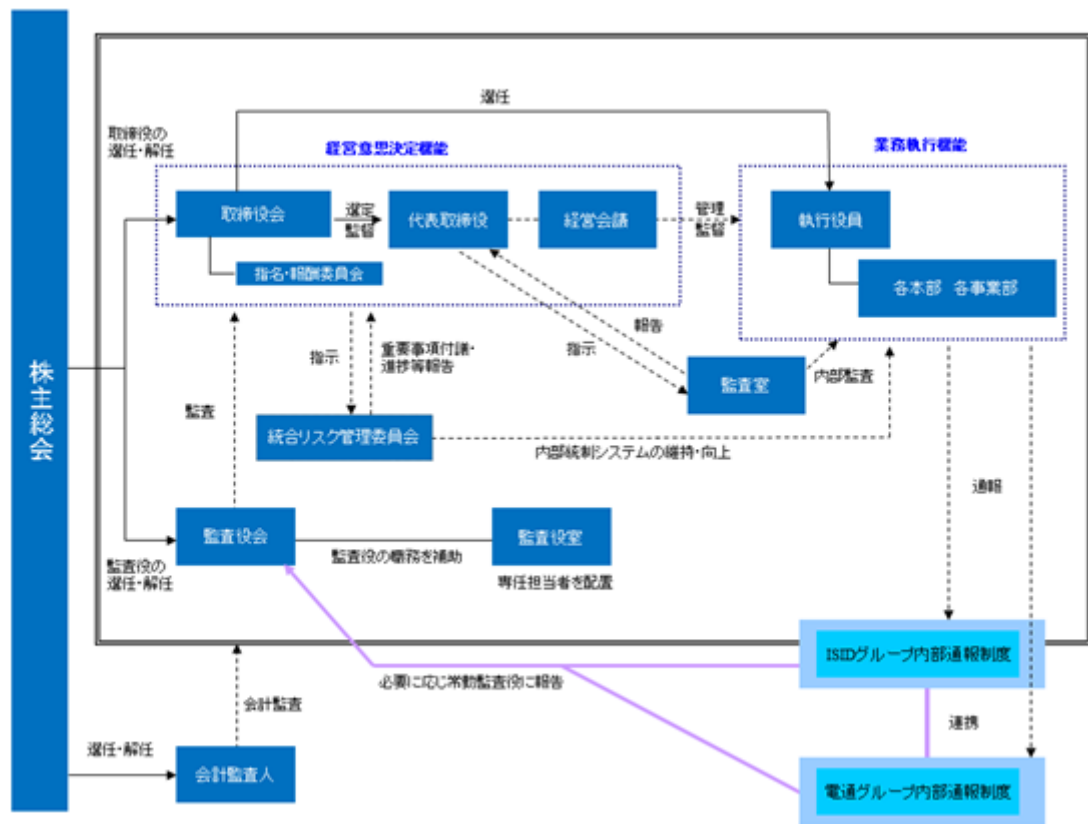 選任
取締役の
選任・解任
経営意思決定機能
業務執行機能
取締役会
選定
監督
代表取締役
経営会議
管理
監督
執行役員
指名・報酬委員会
各本部 各事業部
指示
重要事項付議・
進捗等報告
報告
指示
監査室
内部監査
株主総会
監査
統合リスク管理委員会
内部統制システムの維持・向上
通報
監査役会
監査役の職務を補助
監査役室
監査役の
選任・解任
専任担当者を配置
ISIDグループ内部通報制度
必要に応じ常勤監査役に報告
会計監査
連携
選任・解任
会計監査人
電通グループ内部通報制度